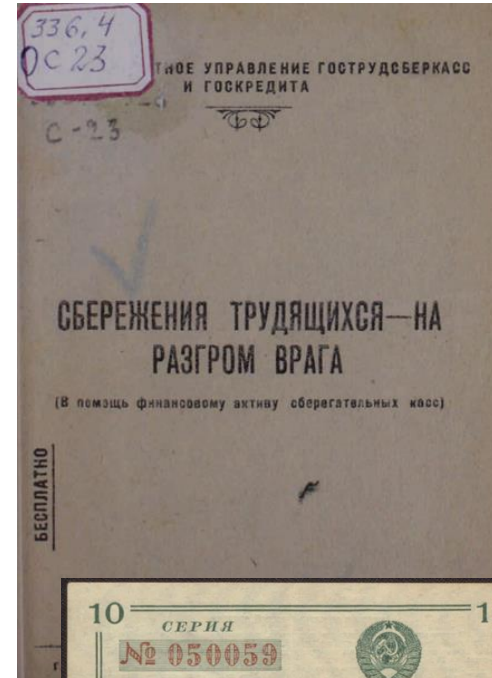 336,4
С 23
НОЕ УПРАВЛЕНИЕ ГОСТРУДСБЕРКАСС
И ГОСКРЕДИТА
С-23
СБЕРЕЖЕНИЯ ТРУДЯЩИХСЯ—НА
РАЗГРОМ ВРАГА
(В помощь финансовому активу сберегательных касс)
БЕСПЛАТНО
10
СЕРИЯ
№ 050059